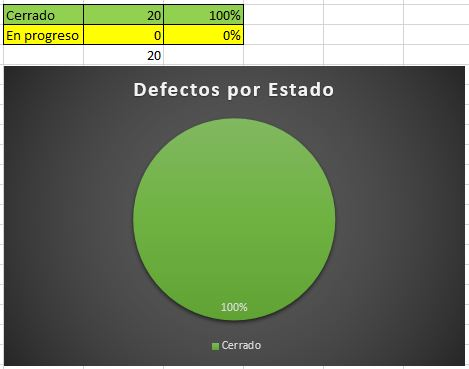 Cerrado 20 100%
En progreso 0 0%
20
Defectos por Estado
100%
Cerrado